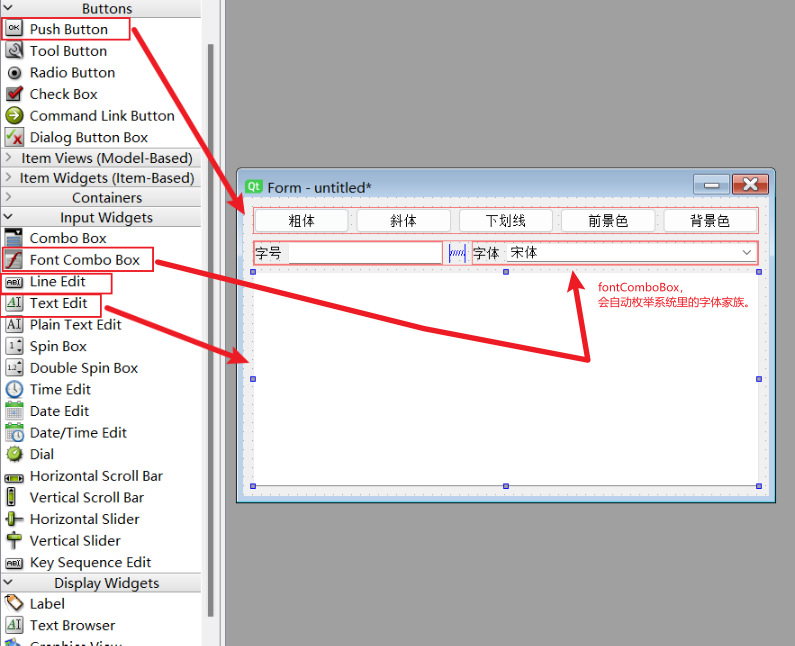 Buttons
Push Button
Tool Button
Radio Button
Check Box
Command Link Button
Dialog Button Box
Item Views (Model-Based)
Item Widgets (Item-Based)
Containers
Input Widgets
Combo Box
Font Combo Box
Line Edit
Text Edit
Plain Text Edit
Spin Box
Double Spin Box
Time Edit
Date Edit
Date/Time Edit
Dial
Horizontal Scroll Bar
Vertical Scroll Bar
Horizontal Slider
Vertical Slider
Key Sequence Edit
Display Widgets
Label
Text Browser
Graphics View
Qt Form - untitled*
粗体 斜体 下划线 前景色 背景色
字号 字体 宋体
fontComboBox，
会自动枚举系统里的字体家族。